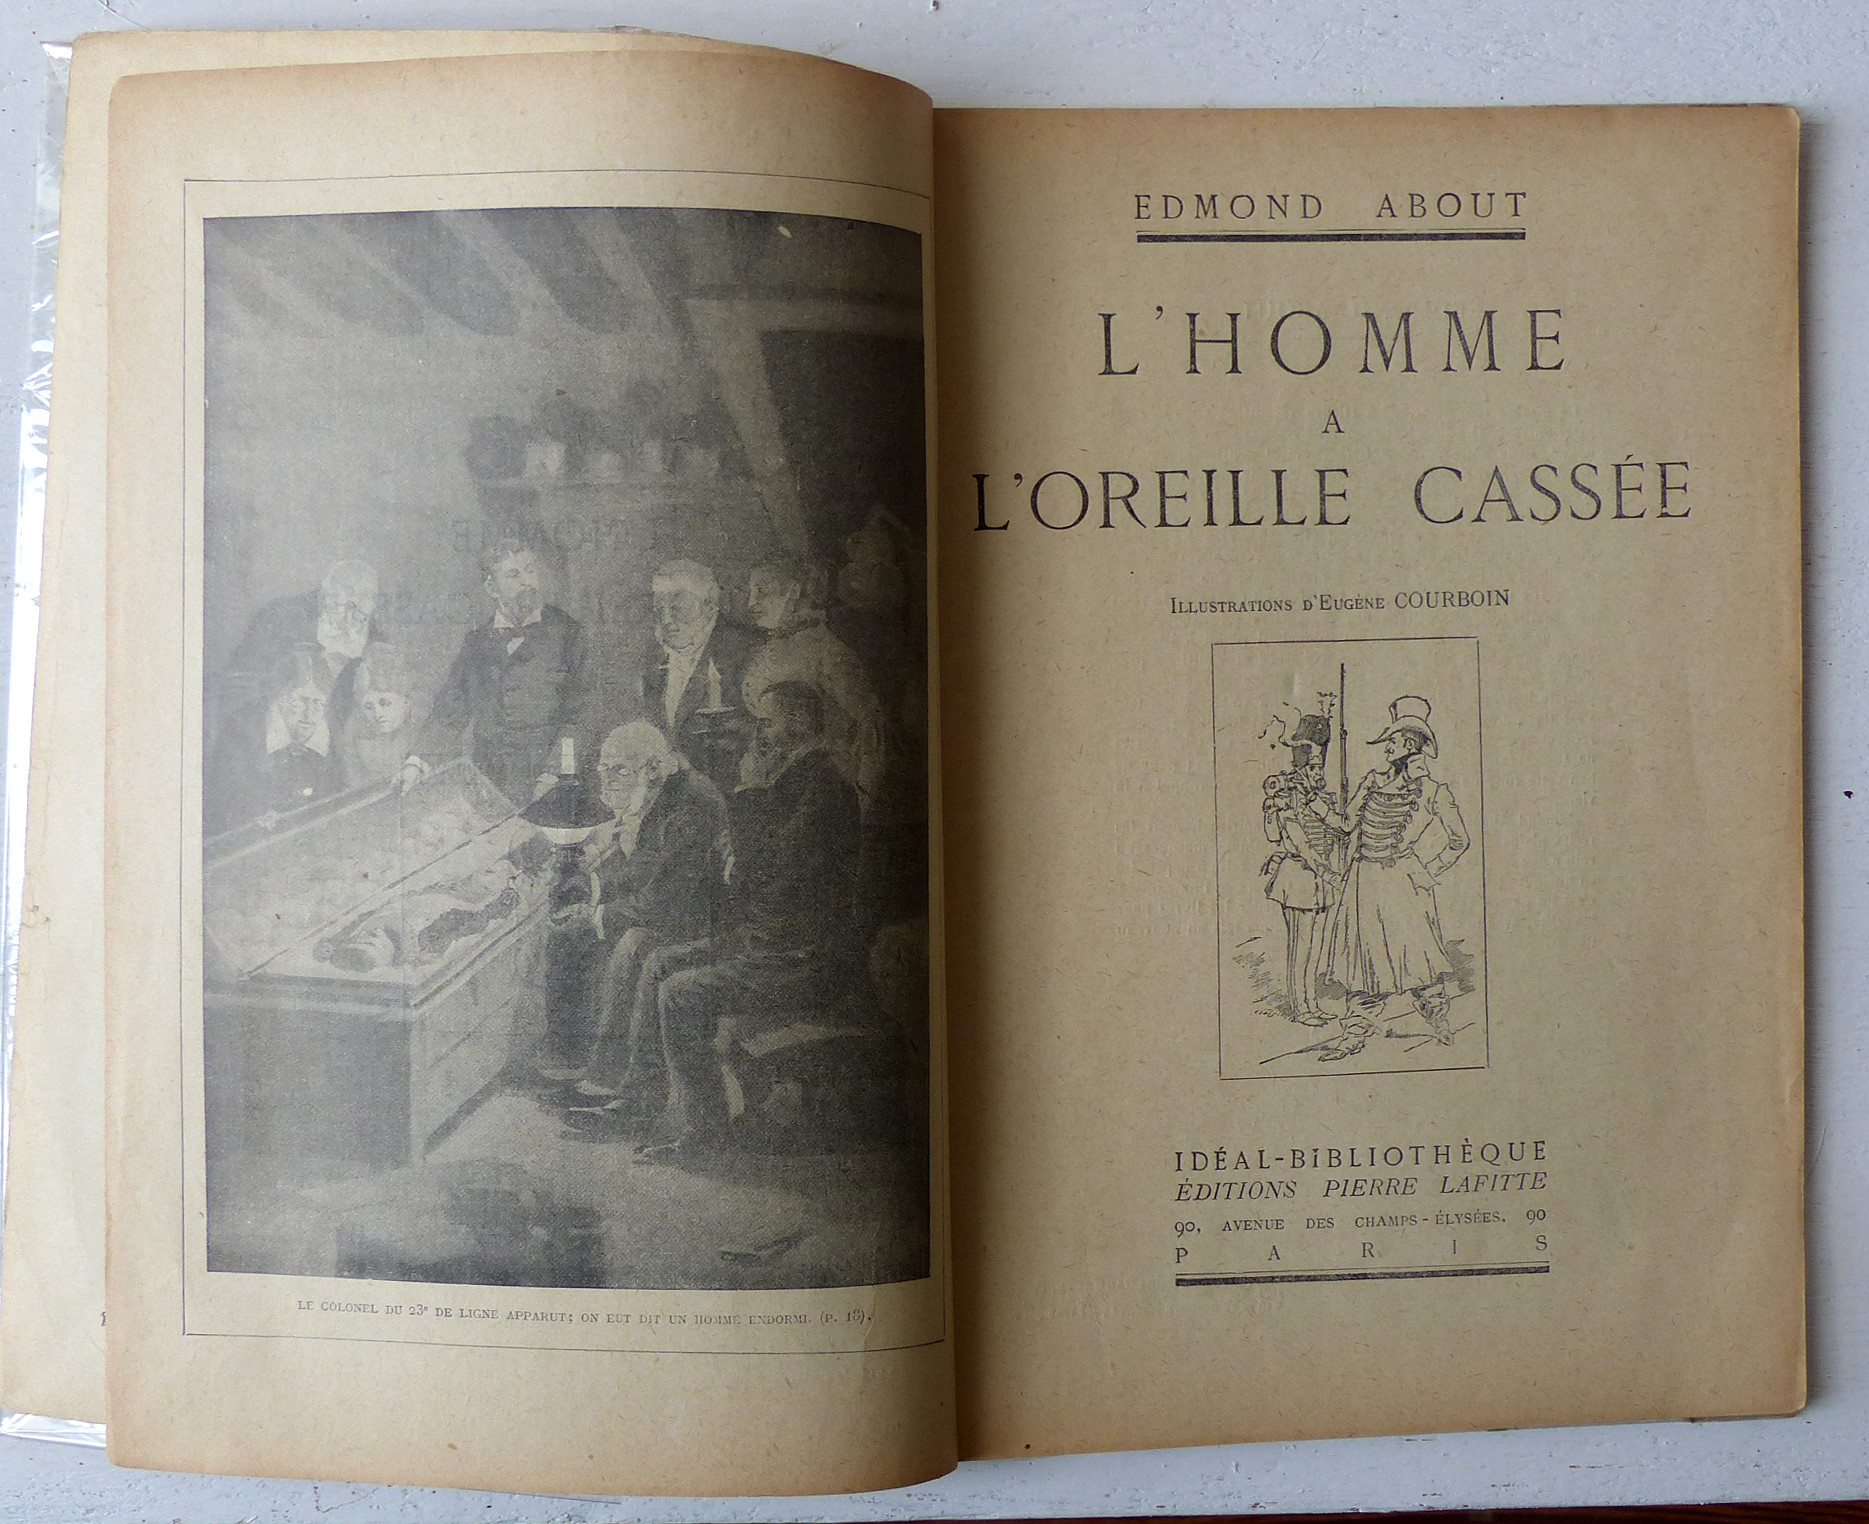 LE COLONEL DU 23e DE LIGNE APPARUT; ON EUT DIT UN HOMME ENDORMI. (P. 18).
EDMOND ABOUT
L'HOMME
A
L'OREILLE CASSÉE
ILLUSTRATIONS D'EUGÈNE COURBOIN
IDÉAL-BIBLIOTHÈQUE
ÉDITIONS PIERRE LAFITTE
90, AVENUE DES CHAMPS-ÉLYSÉES, 90
PARIS